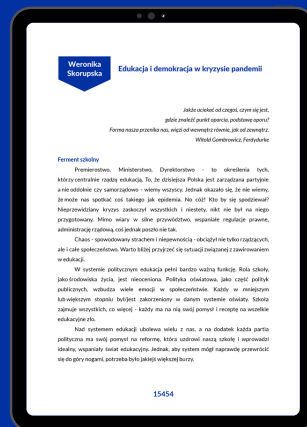 Weronika
Skorupska
Edukacja i demokracja w kryzysie pandemii
Jakże uciekać od czegoś, czym się jest,
gdzie znaleźć punkt oparcia, podstawę oporu?
Forma nasza przenika nas, więzi od wewnątrz równie, jak od zewnątrz.
Witold Gombrowicz, Ferdydurke
Ferment szkolny
Premierostwo, Ministerstwo, Dyrektorstwo - to określenia tych,
którzy centralnie rządzą edukacją. To, że dzisiejsza Polska jest zarządzana partyjnie
a nie oddolnie czy samorządowo - wiemy wszyscy. Jednak okazało się, że nie wiemy,
że może nas spotkać coś takiego jak epidemia. No cóż! Kto by się spodziewał?
Nieprzewidziany kryzys zaskoczył wszystkich i niestety, nikt nie był na niego
przygotowany. Mimo wiary w silne przywództwo, wspaniałe regulacje prawne,
administrację rządową, coś jednak poszło nie tak.
Chaos - spowodowany strachem i niepewnością - obciążył nie tylko rządzących,
ale i całe społeczeństwo. Warto bliżej przyjrzeć się sytuacji związanej z zawirowaniem
w edukacji.
W systemie politycznym edukacja pełni bardzo ważną funkcję. Rola szkoły,
jako środowiska życia, jest nieoceniona. Polityka oświatowa, jako część polityk
publicznych, wzbudza wiele emocji w społeczeństwie. Każdy w mniejszym
lub większym stopniu był/jest zakorzeniony w danym systemie oświaty. Szkoła
zajmuje wszystkich, co więcej - każdy ma na nią swój pomysł i receptę na wszelkie
edukacyjne zło.
Nad systemem edukacji ubolewa wielu z nas, a na dodatek każda partia
polityczna ma swój pomysł na reformę, która uzdrowi naszą szkołę i wprowadzi
idealny, wspaniały świat edukacyjny. Jednak, aby system mógł naprawdę przewrócić
się do góry nogami, potrzeba było jakiejś większej burzy.
15454